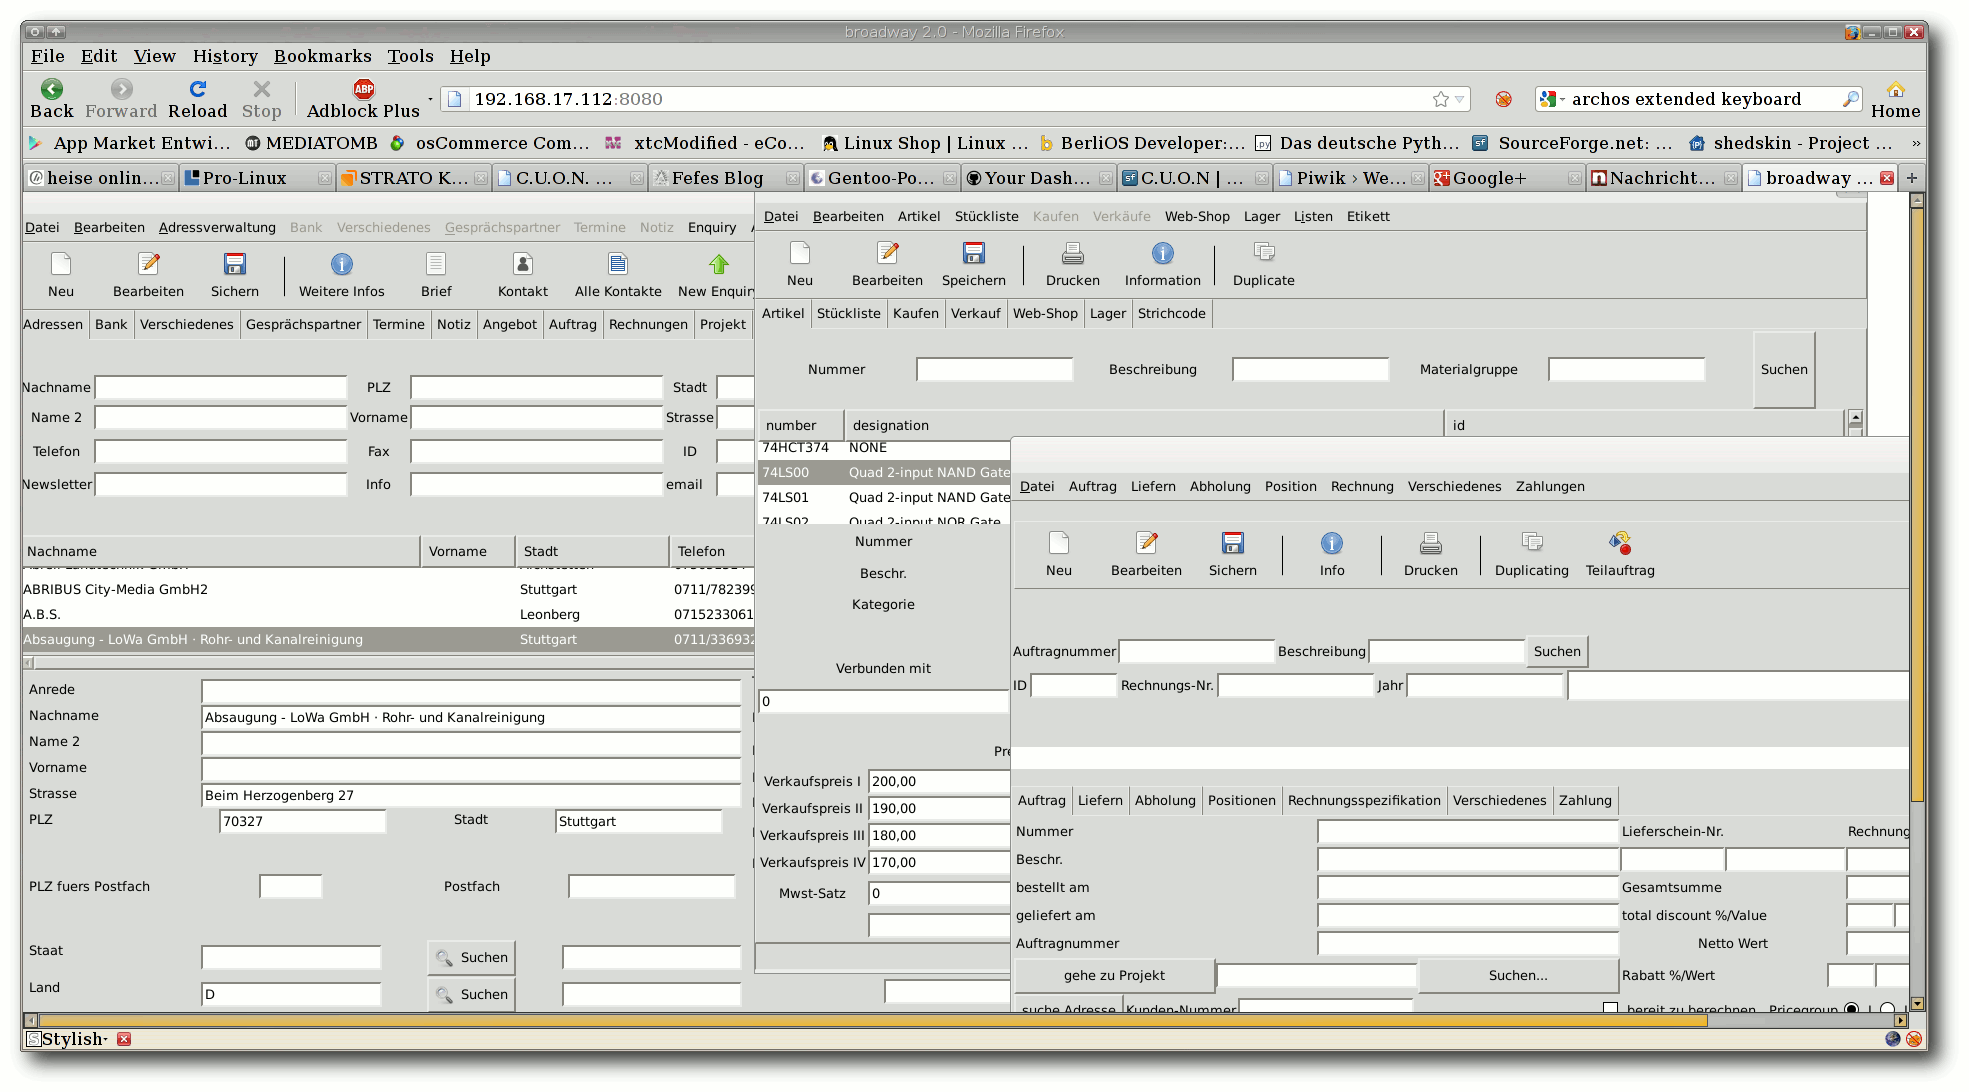 broadway 2.0 - Mozilla Firefox
File Edit View History Bookmarks Tools Help
Back Forward Reload Stop ABP Adblock Plus 192.168.17.112:8080 archos extended keyboard Home
App Market Entwi... MEDIATOMB osCommerce Com... xtcModified - eCo... Linux Shop | Linux ... BerliOS Developer:... Das deutsche Pyth... SourceForge.net: ... shedskin - Project ... »
heise onlin... Pro-Linux STRATO K... C.U.O.N. ... Fefes Blog Gentoo-Po... Your Dash... C.U.O.N | ... Piwik › We... Google+ Nachricht... broadway ...
Datei Bearbeiten Adressverwaltung Bank Verschiedenes Gesprächspartner Termine Notiz Enquiry
Neu Bearbeiten Sichern Weitere Infos Brief Kontakt Alle Kontakte New Enquiry
Adressen Bank Verschiedenes Gesprächspartner Termine Notiz Angebot Auftrag Rechnungen Projekt
Nachname PLZ Stadt
Name 2 Vorname Strasse
Telefon Fax ID
Newsletter Info email
Nachname Vorname Stadt Telefon
ABRIBUS City-Media GmbH2 Stuttgart 0711/782399
A.B.S. Leonberg 0715233061
Absaugung - LoWa GmbH · Rohr- und Kanalreinigung Stuttgart 0711/336932
Anrede
Nachname Absaugung - LoWa GmbH · Rohr- und Kanalreinigung
Name 2
Vorname
Strasse Beim Herzogenberg 27
PLZ 70327 Stadt Stuttgart
PLZ fuers Postfach Postfach
Staat Suchen
Land D Suchen
Datei Bearbeiten Artikel Stückliste Kaufen Verkäufe Web-Shop Lager Listen Etikett
Neu Bearbeiten Speichern Drucken Information Duplicate
Artikel Stückliste Kaufen Verkauf Web-Shop Lager Strichcode
Nummer Beschreibung Materialgruppe Suchen
number designation id
74HCT374 NONE
74LS00 Quad 2-input NAND Gate
74LS01 Quad 2-input NAND Gate
74LS02 Quad 2-input NOR Gate
Nummer
Beschr.
Kategorie
Verbunden mit
0
Verkaufspreis I 200,00
Verkaufspreis II 190,00
Verkaufspreis III 180,00
Verkaufspreis IV 170,00
Mwst-Satz 0
Datei Auftrag Liefern Abholung Position Rechnung Verschiedenes Zahlungen
Neu Bearbeiten Sichern Info Drucken Duplicating Teilauftrag
Auftragnummer Beschreibung Suchen
ID Rechnungs-Nr. Jahr
Auftrag Liefern Abholung Positionen Rechnungsspezifikation Verschiedenes Zahlung
Nummer Lieferschein-Nr. Rechnung
Beschr.
bestellt am Gesamtsumme
geliefert am total discount %/Value
Auftragnummer Netto Wert
gehe zu Projekt Suchen... Rabatt %/Wert
suche Adresse Kunden-Nummer bereit zu berechnen Pricegroup I
Stylish